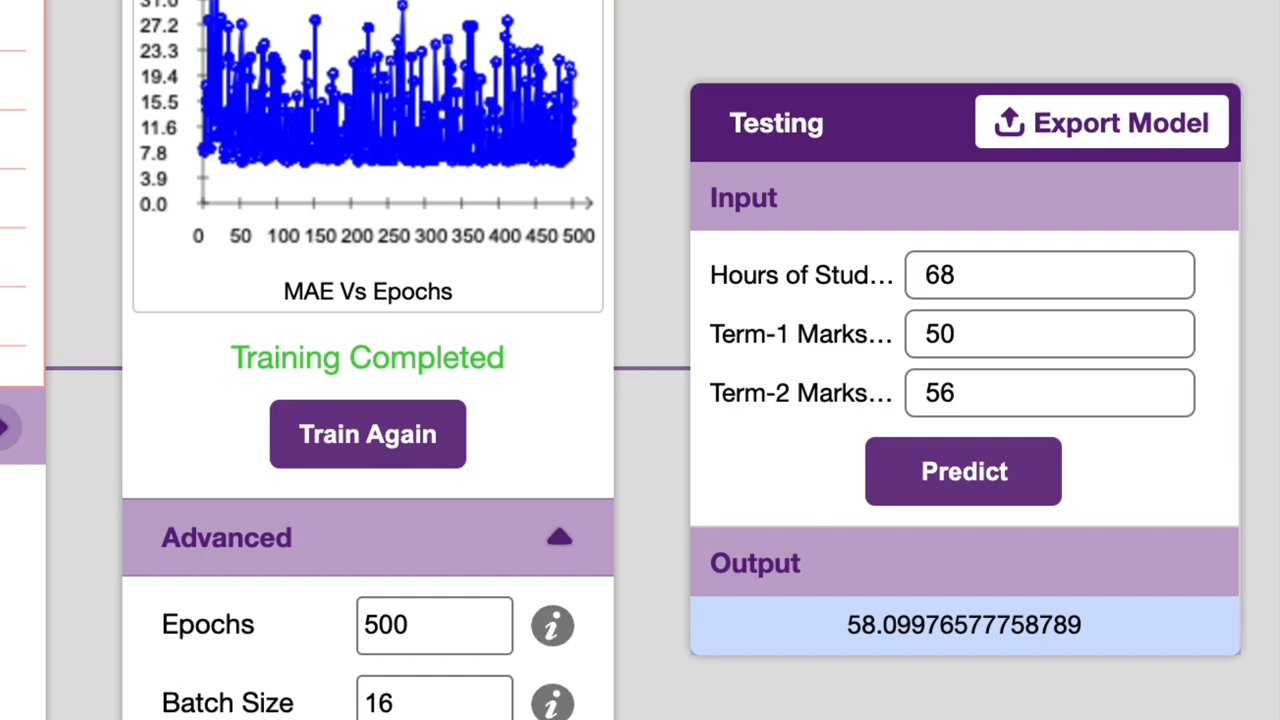 31.0
27.2
23.3
19.4
15.5
11.6
7.8
3.9
0.0
0 50 100 150 200 250 300 350 400 450 500
MAE Vs Epochs
Training Completed
Train Again
Advanced
Epochs 500
Batch Size 16
Testing Export Model
Input
Hours of Stud... 68
Term-1 Marks... 50
Term-2 Marks... 56
Predict
Output
58.09976577758789